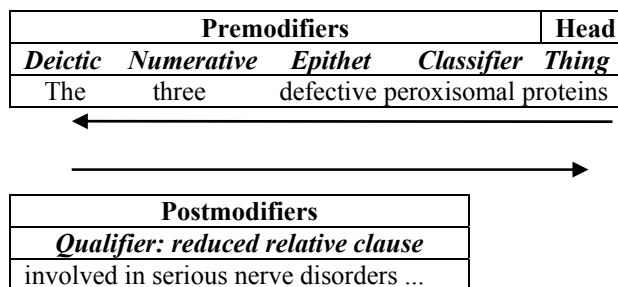 Premodifiers Head
Deictic Numerative Epithet Classifier Thing
The three defective peroxisomal proteins
Postmodifiers
Qualifier: reduced relative clause
involved in serious nerve disorders ...